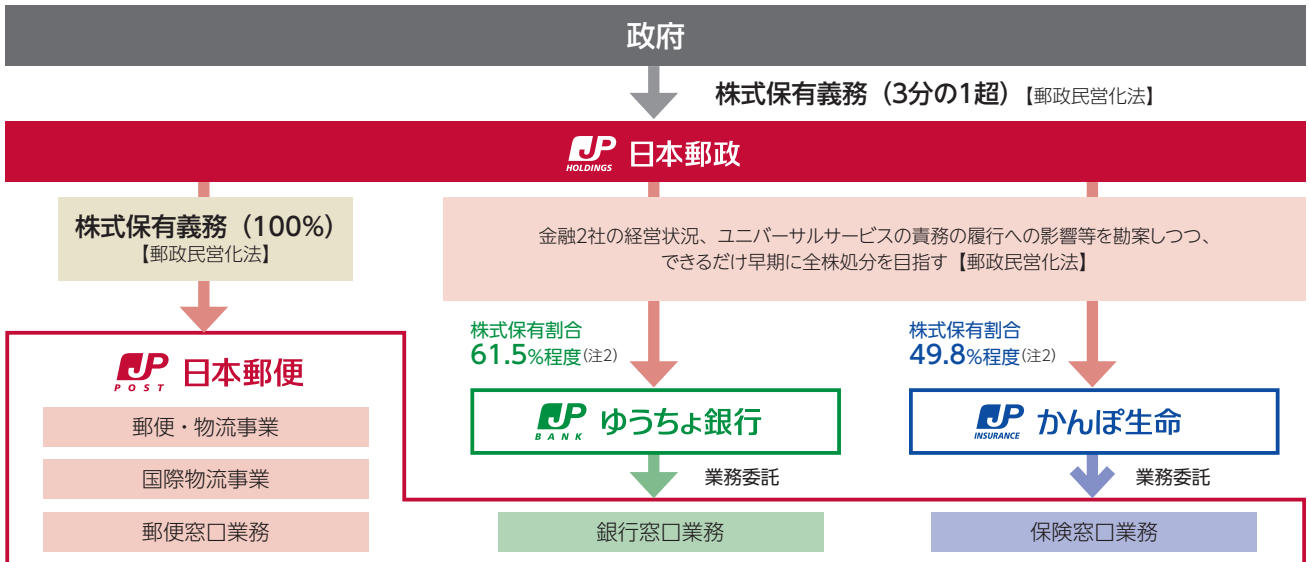 政府
株式保有義務（3分の1超）【郵政民営化法】
JP HOLDINGS 日本郵政
株式保有義務（100%）
【郵政民営化法】
金融2社の経営状況、ユニバーサルサービスの責務の履行への影響等を勘案しつつ、
できるだけ早期に全株処分を目指す【郵政民営化法】
株式保有割合
61.5%程度(注2)
株式保有割合
49.8%程度(注2)
JP POST 日本郵便
JP BANK ゆうちょ銀行
JP INSURANCE かんぽ生命
郵便・物流事業
国際物流事業
郵便窓口業務
業務委託
業務委託
銀行窓口業務
保険窓口業務